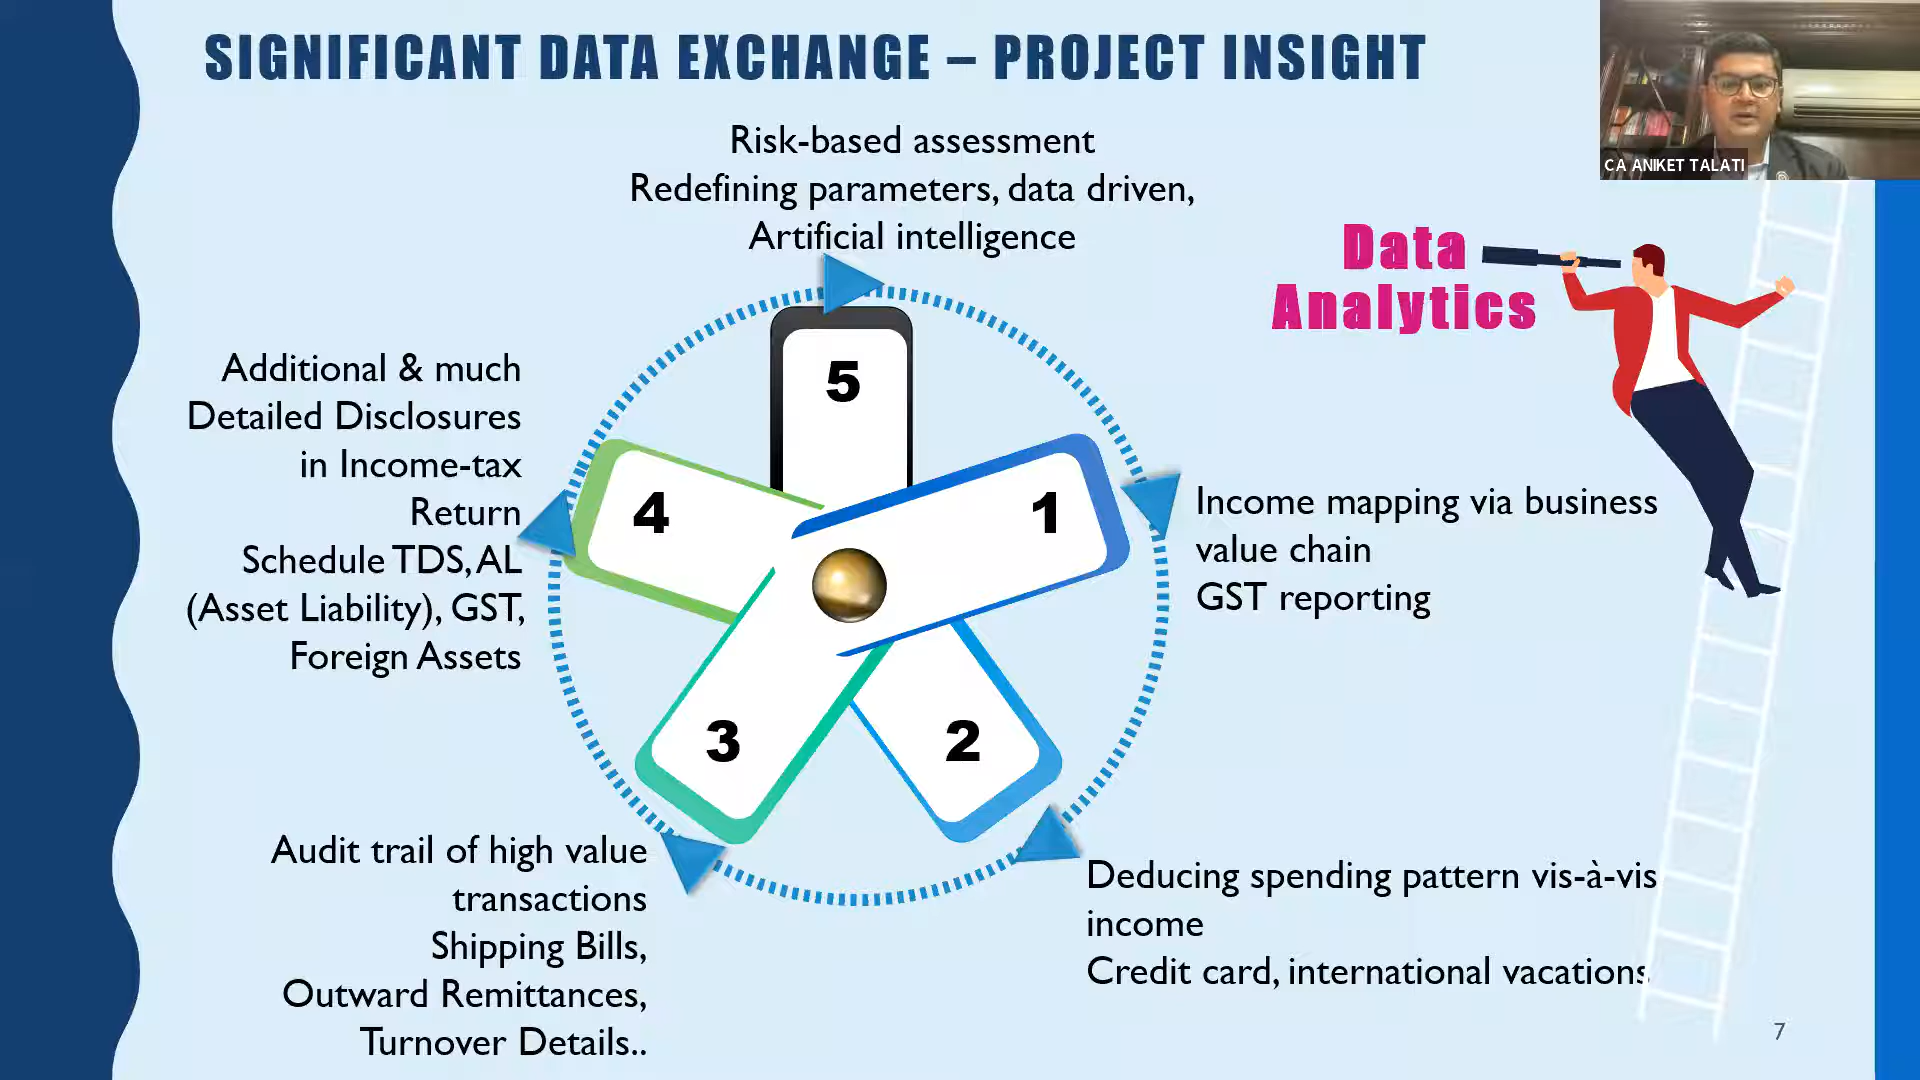 SIGNIFICANT DATA EXCHANGE – PROJECT INSIGHT
CA ANIKET TALATI
Risk-based assessment
Redefining parameters, data driven,
Artificial intelligence
Data
Analytics
5
Additional & much
Detailed Disclosures
in Income-tax
Return
Schedule TDS, AL
(Asset Liability), GST,
Foreign Assets
4
1
Income mapping via business
value chain
GST reporting
3
2
Audit trail of high value
transactions
Shipping Bills,
Outward Remittances,
Turnover Details..
Deducing spending pattern vis-à-vis
income
Credit card, international vacations
7